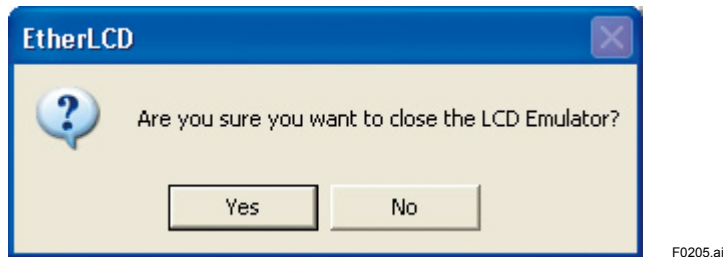 EtherLCD
Are you sure you want to close the LCD Emulator?
Yes No
F0205.ai